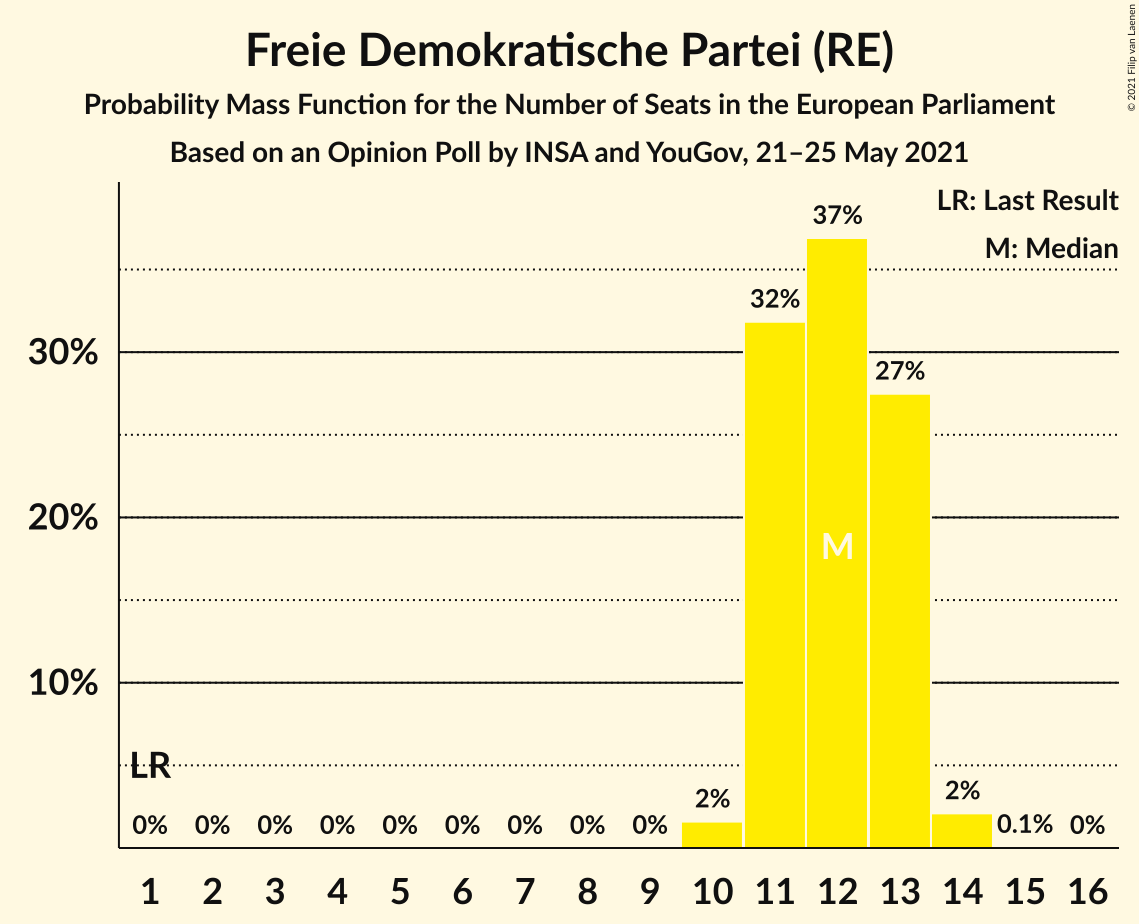 Freie Demokratische Partei (RE)
Probability Mass Function for the Number of Seats in the European Parliament
Based on an Opinion Poll by INSA and YouGov, 21–25 May 2021
© 2021 Filip van Laenen
LR: Last Result
M: Median
37%
32%
30%
27%
20%
M
10%
LR
2%
2%
0% 0% 0% 0% 0% 0% 0% 0% 0% 0.1% 0%
1 2 3 4 5 6 7 8 9 10 11 12 13 14 15 16